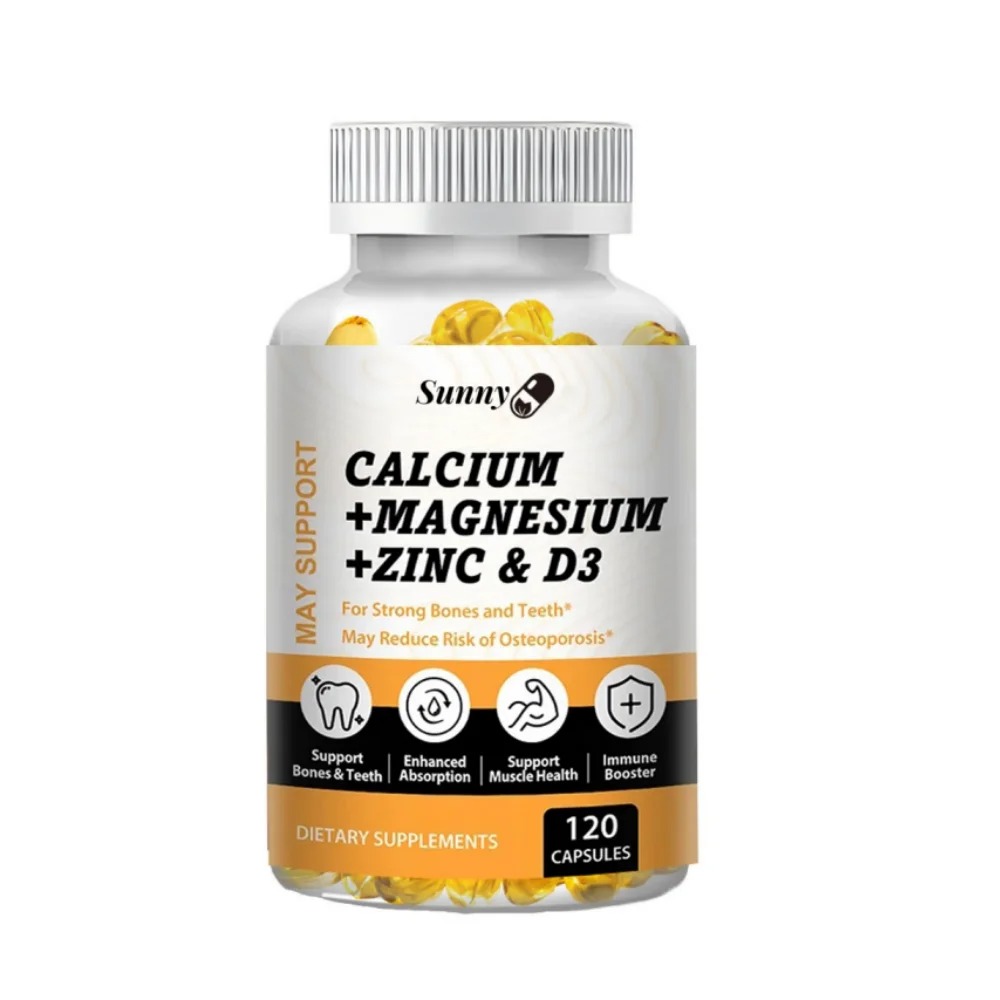 Sunny
MAY SUPPORT
CALCIUM
+MAGNESIUM
+ZINC & D3
For Strong Bones and Teeth*
May Reduce Risk of Osteoporosis*
Support
Bones & Teeth
Enhanced
Absorption
Support
Muscle Health
Immune
Booster
DIETARY SUPPLEMENTS
120
CAPSULES